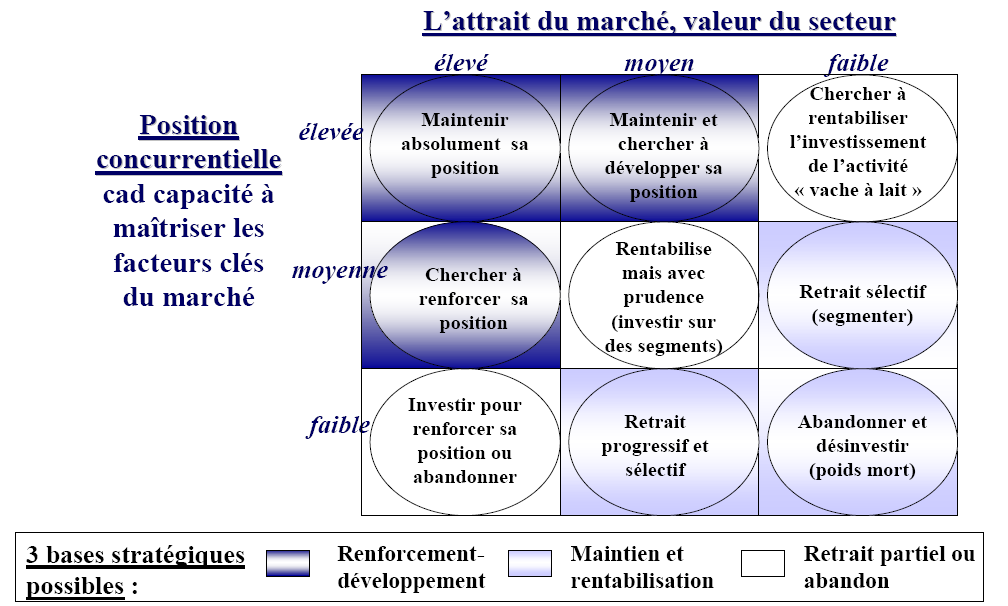 L’attrait du marché, valeur du secteur
élevé
moyen
faible
Position
concurrentielle
cad capacité à
maîtriser les
facteurs clés
du marché
élevée
Maintenir
absolument sa
position
Maintenir et
chercher à
développer sa
position
Chercher à
rentabiliser
l’investissement
de l’activité
« vache à lait »
moyenne
Chercher à
renforcer sa
position
Rentabilise
mais avec
prudence
(investir sur
des segments)
Retrait sélectif
(segmenter)
faible
Investir pour
renforcer sa
position ou
abandonner
Retrait
progressif et
sélectif
Abandonner et
désinvestir
(poids mort)
3 bases stratégiques
possibles :
Renforcement-
développement
Maintien et
rentabilisation
Retrait partiel ou
abandon